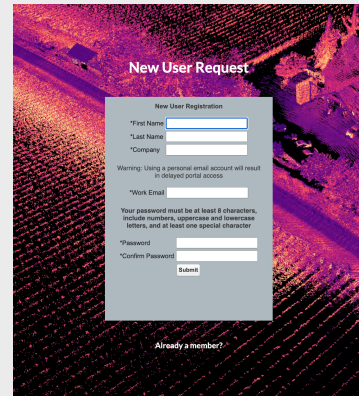 New User Request
New User Registration
*First Name
*Last Name
*Company
Warning: Using a personal email account will result
in delayed portal access
*Work Email
Your password must be at least 8 characters,
include numbers, uppercase and lowercase
letters, and at least one special character
*Password
*Confirm Password
Submit
Already a member?